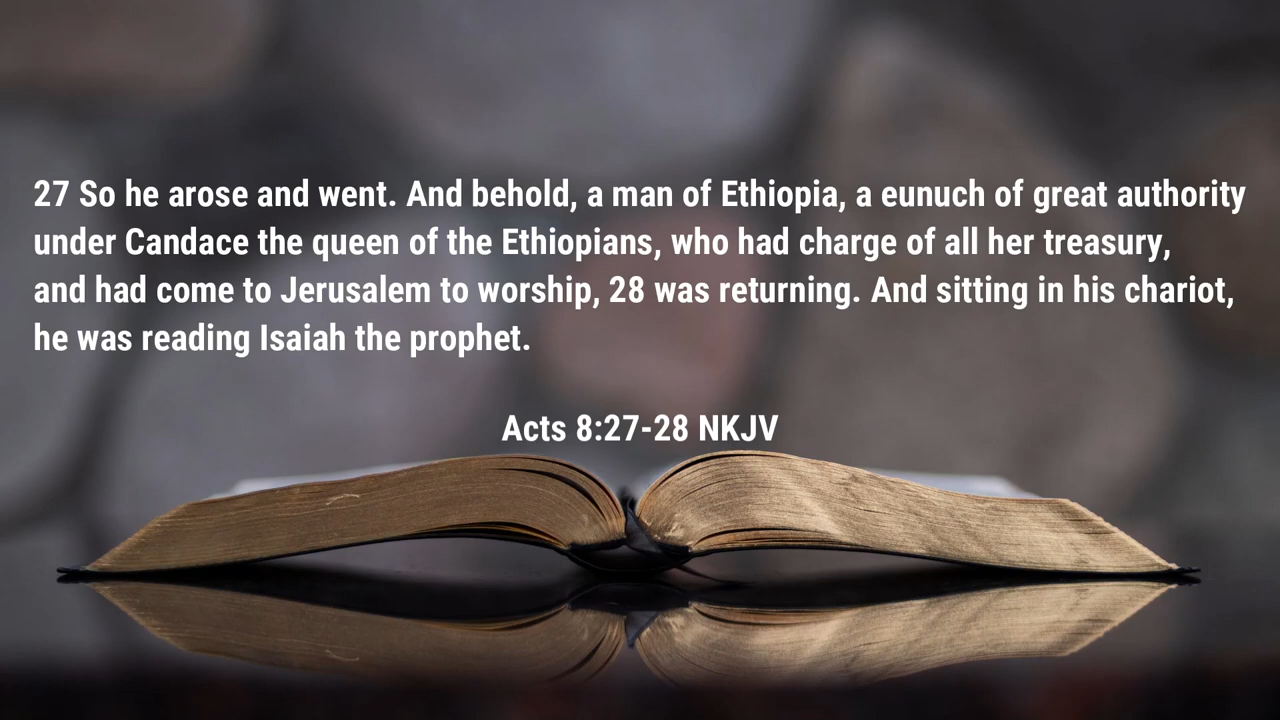 27 So he arose and went. And behold, a man of Ethiopia, a eunuch of great authority
under Candace the queen of the Ethiopians, who had charge of all her treasury,
and had come to Jerusalem to worship, 28 was returning. And sitting in his chariot,
he was reading Isaiah the prophet.
Acts 8:27-28 NKJV